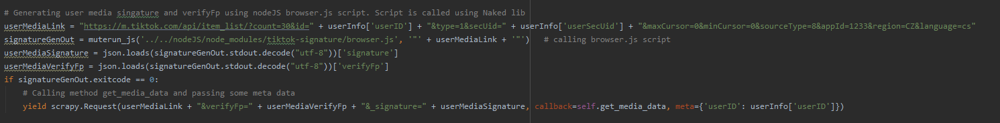 # Generating user media singature and verifyFp using nodeJS browser.js script. Script is called using Naked lib
userMediaLink = "https://m.tiktok.com/api/item_list/?count=30&id=" + userInfo['userID'] + "&type=1&secUid=" + userInfo['userSecUid'] + "&maxCursor=0&minCursor=0&sourceType=8&appId=1233&region=CZ&language=cs"
signatureGenOut = muterun_js('../../nodeJS/node_modules/tiktok-signature/browser.js', '"' + userMediaLink + '"')   # calling browser.js script
userMediaSignature = json.loads(signatureGenOut.stdout.decode("utf-8"))['signature']
userMediaVerifyFp = json.loads(signatureGenOut.stdout.decode("utf-8"))['verifyFp']
if signatureGenOut.exitcode == 0:
    # Calling method get_media_data and passing some meta data
    yield scrapy.Request(userMediaLink + "&verifyFp=" + userMediaVerifyFp + "&_signature=" + userMediaSignature, callback=self.get_media_data, meta={'userID': userInfo['userID']})